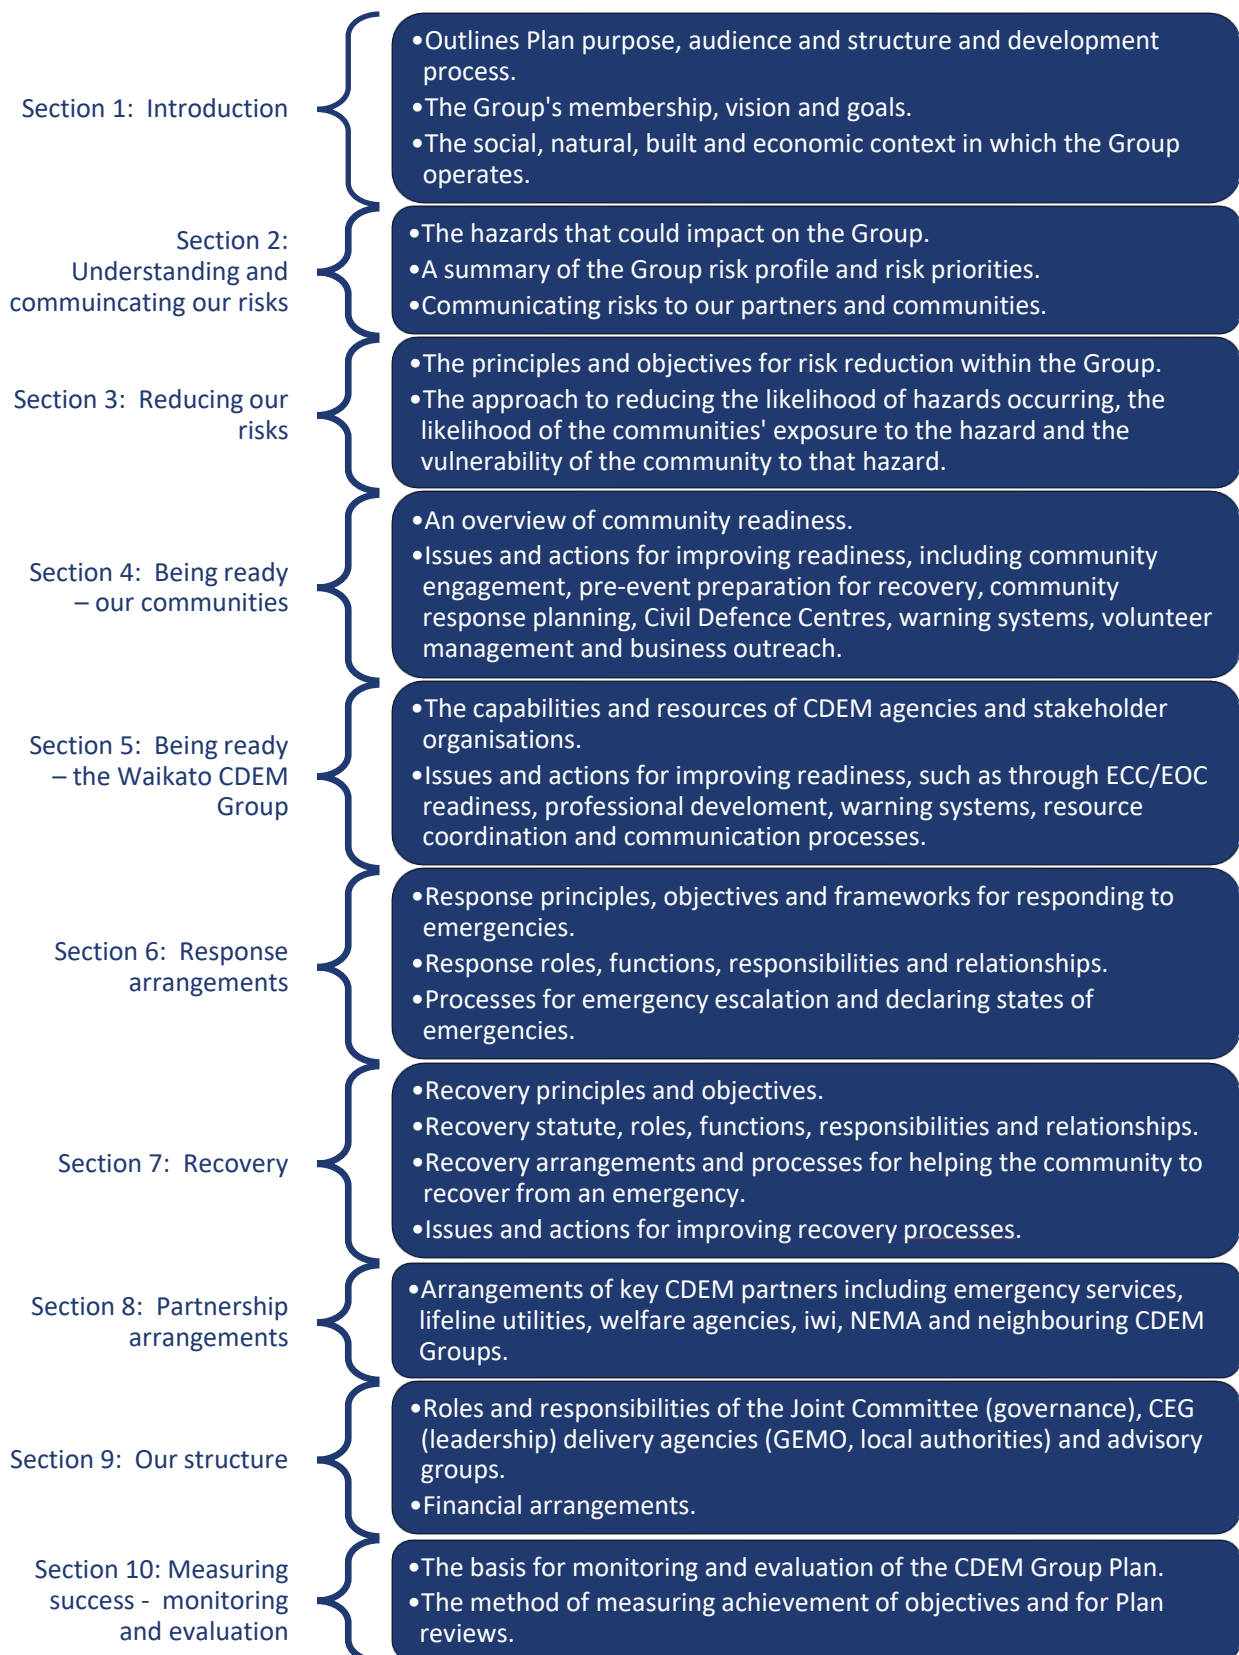 Section 1:  Introduction
•Outlines Plan purpose, audience and structure and development
process.
•The Group's membership, vision and goals.
•The social, natural, built and economic context in which the Group
operates.
Section 2:
Understanding and
commuincating our risks
•The hazards that could impact on the Group.
•A summary of the Group risk profile and risk priorities.
•Communicating risks to our partners and communities.
Section 3:  Reducing our
risks
•The principles and objectives for risk reduction within the Group.
•The approach to reducing the likelihood of hazards occurring, the
likelihood of the communities' exposure to the hazard and the
vulnerability of the community to that hazard.
Section 4:  Being ready
– our communities
•An overview of community readiness.
•Issues and actions for improving readiness, including community
engagement, pre-event preparation for recovery, community
response planning, Civil Defence Centres, warning systems, volunteer
management and business outreach.
Section 5:  Being ready
– the Waikato CDEM
Group
•The capabilities and resources of CDEM agencies and stakeholder
organisations.
•Issues and actions for improving readiness, such as through ECC/EOC
readiness, professional develoment, warning systems, resource
coordination and communication processes.
Section 6:  Response
arrangements
•Response principles, objectives and frameworks for responding to
emergencies.
•Response roles, functions, responsibilities and relationships.
•Processes for emergency escalation and declaring states of
emergencies.
Section 7:  Recovery
•Recovery principles and objectives.
•Recovery statute, roles, functions, responsibilities and relationships.
•Recovery arrangements and processes for helping the community to
recover from an emergency.
•Issues and actions for improving recovery processes.
Section 8:  Partnership
arrangements
•Arrangements of key CDEM partners including emergency services,
lifeline utilities, welfare agencies, iwi, NEMA and neighbouring CDEM
Groups.
Section 9:  Our structure
•Roles and responsibilities of the Joint Committee (governance), CEG
(leadership) delivery agencies (GEMO, local authorities) and advisory
groups.
•Financial arrangements.
Section 10: Measuring
success -  monitoring
and evaluation
•The basis for monitoring and evaluation of the CDEM Group Plan.
•The method of measuring achievement of objectives and for Plan
reviews.